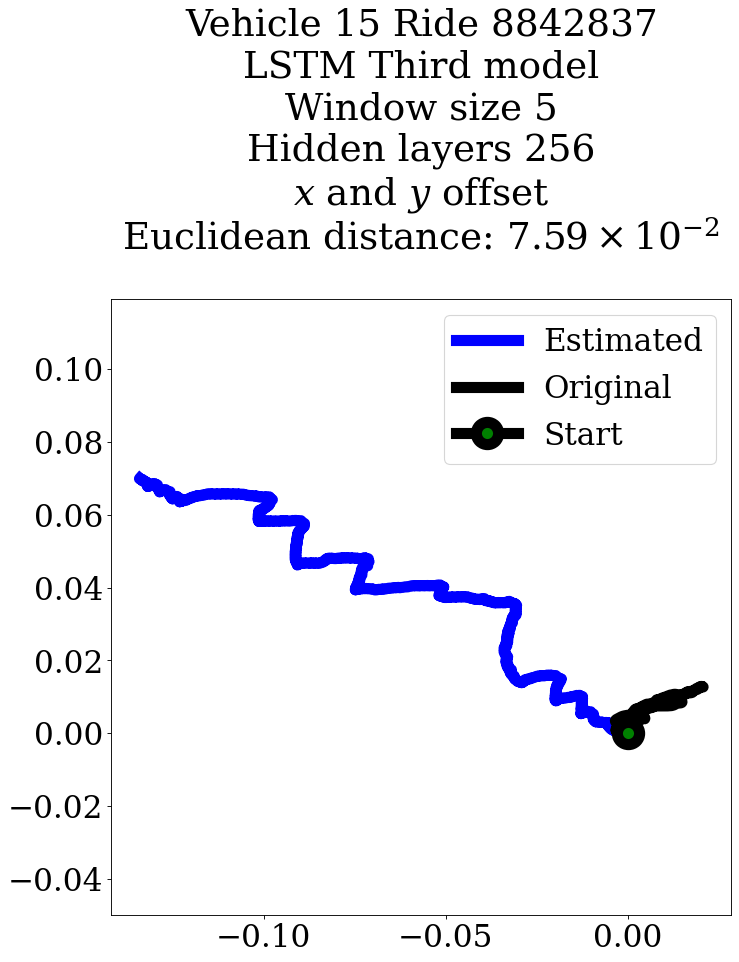 Vehicle 15 Ride 8842837
LSTM Third model
Window size 5
Hidden layers 256
x and y offset
Euclidean distance: 7.59 × 10⁻²
Estimated
Original
Start
0.10
0.08
0.06
0.04
0.02
0.00
−0.02
−0.04
−0.10 −0.05 0.00